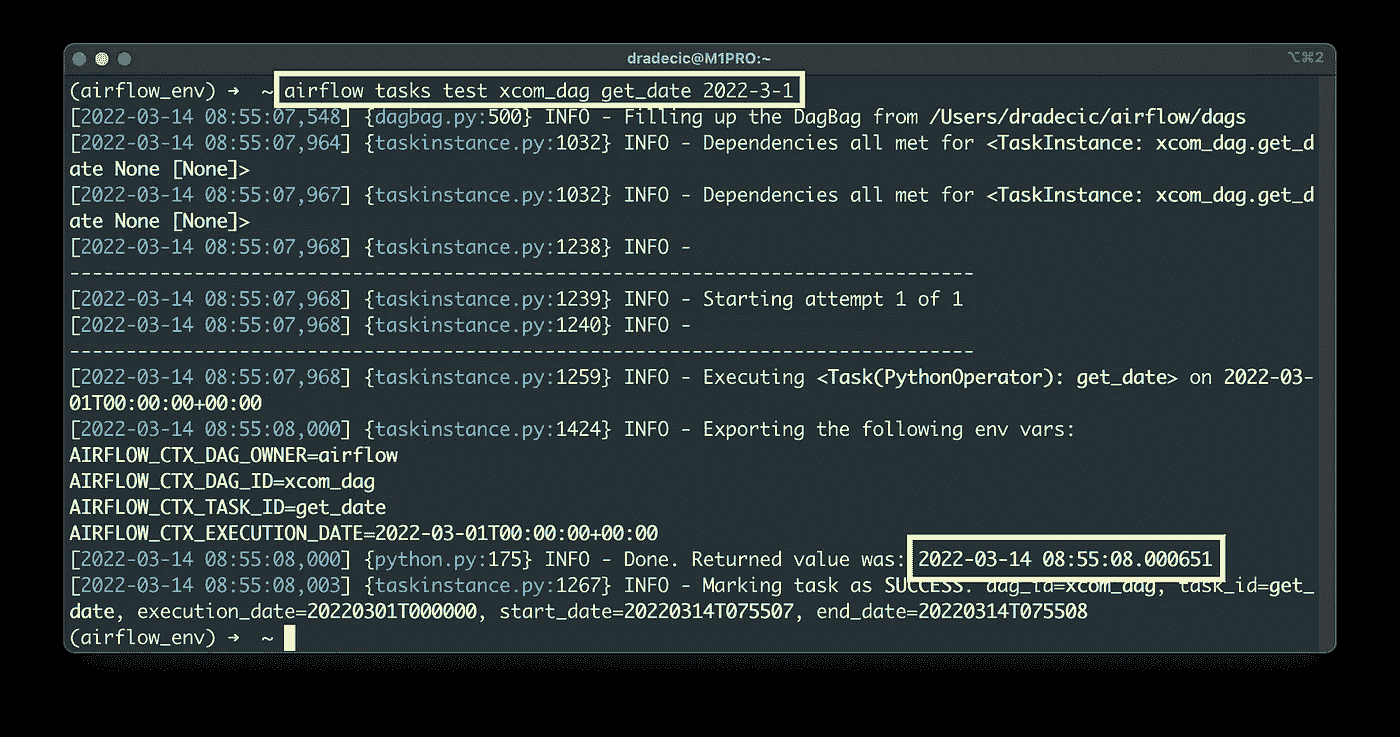 dradecic@M1PRO:~
⌥⌘2
(airflow_env) → ~ airflow tasks test xcom_dag get_date 2022-3-1
[2022-03-14 08:55:07,548] {dagbag.py:500} INFO - Filling up the DagBag from /Users/dradecic/airflow/dags
[2022-03-14 08:55:07,964] {taskinstance.py:1032} INFO - Dependencies all met for <TaskInstance: xcom_dag.get_d
ate None [None]>
[2022-03-14 08:55:07,967] {taskinstance.py:1032} INFO - Dependencies all met for <TaskInstance: xcom_dag.get_d
ate None [None]>
[2022-03-14 08:55:07,968] {taskinstance.py:1238} INFO -
--------------------------------------------------------------------------------
[2022-03-14 08:55:07,968] {taskinstance.py:1239} INFO - Starting attempt 1 of 1
[2022-03-14 08:55:07,968] {taskinstance.py:1240} INFO -
--------------------------------------------------------------------------------
[2022-03-14 08:55:07,968] {taskinstance.py:1259} INFO - Executing <Task(PythonOperator): get_date> on 2022-03-
01T00:00:00+00:00
[2022-03-14 08:55:08,000] {taskinstance.py:1424} INFO - Exporting the following env vars:
AIRFLOW_CTX_DAG_OWNER=airflow
AIRFLOW_CTX_DAG_ID=xcom_dag
AIRFLOW_CTX_TASK_ID=get_date
AIRFLOW_CTX_EXECUTION_DATE=2022-03-01T00:00:00+00:00
[2022-03-14 08:55:08,000] {python.py:175} INFO - Done. Returned value was: 2022-03-14 08:55:08.000651
[2022-03-14 08:55:08,003] {taskinstance.py:1267} INFO - Marking task as SUCCESS. dag_id=xcom_dag, task_id=get_
date, execution_date=20220301T000000, start_date=20220314T075507, end_date=20220314T075508
(airflow_env) → ~